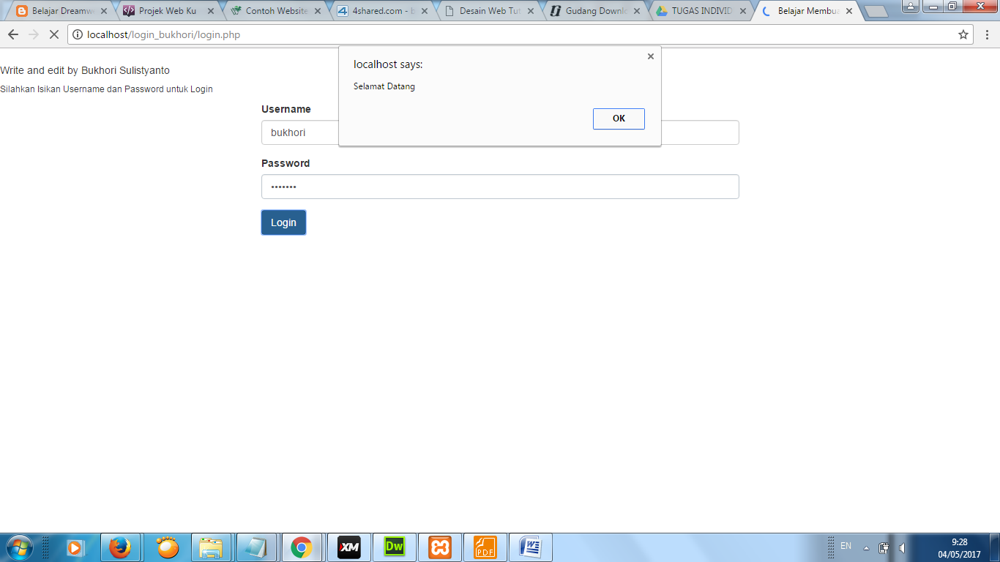 Belajar Dreamwe
Projek Web Ku
Contoh Website
4shared.com - b
Desain Web Tut
Gudang Downlo
TUGAS INDIVID
Belajar Membua
localhost/login_bukhori/login.php
localhost says:
Selamat Datang
OK
Write and edit by Bukhori Sulistyanto
Silahkan Isikan Username dan Password untuk Login
Username
bukhori
Password
•••••••
Login
XM
Dw
PDF
EN
9:28
04/05/2017